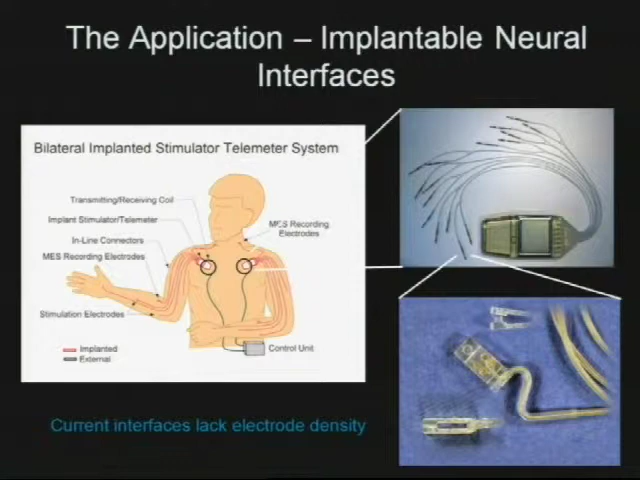 The Application – Implantable Neural
Interfaces
Bilateral Implanted Stimulator Telemeter System
Transmitting/Receiving Coil
Implant Stimulator/Telemeter
In-Line Connectors
MES Recording Electrodes
Stimulation Electrodes
MES Recording
Electrodes
Implanted
External
Control Unit
Current interfaces lack electrode density